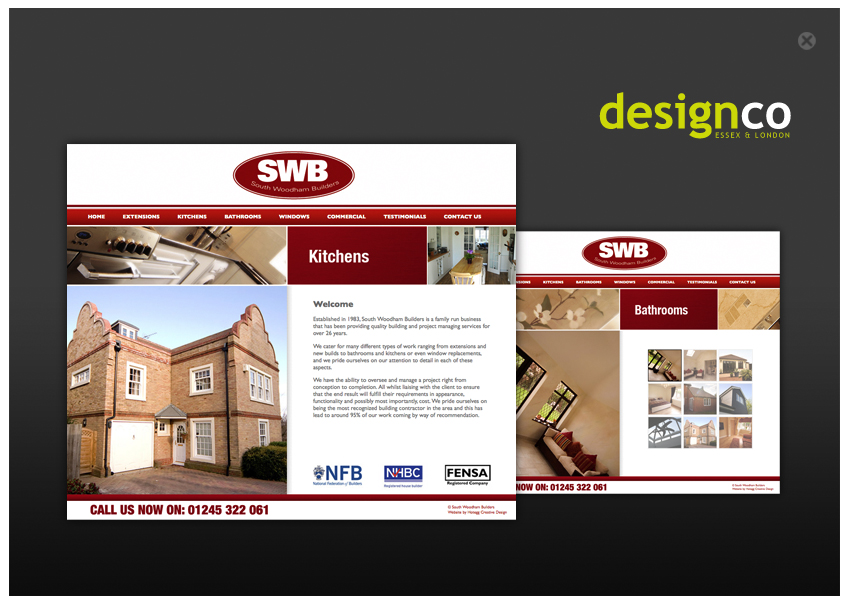 designco
ESSEX & LONDON
SWB
South Woodham Builders
HOME EXTENSIONS KITCHENS BATHROOMS WINDOWS COMMERCIAL TESTIMONIALS CONTACT US
Kitchens
Welcome
Established in 1983, South Woodham Builders is a family run business
that has been providing quality building and project managing services for
over 26 years.
We cater for many different types of work ranging from extensions and
new builds to bathrooms and kitchens or even window replacements,
and we pride ourselves on our attention to detail in each of these
aspects.
We have the ability to oversee and manage a project right from
conception to completion. All whilst liaising with the client to ensure
that the end result will fulfill their requirements in appearance,
functionality and possibly most importantly, cost. We pride ourselves on
being the most recognized building contractor in the area and this has
lead to around 95% of our work coming by way of recommendation.
NFB
National Federation of Builders
NHBC
Registered house builder
FENSA
Registered Company
CALL US NOW ON: 01245 322 061
© South Woodham Builders
Website by Creative Design
SWB
South Woodham Builders
SIONS KITCHENS BATHROOMS WINDOWS COMMERCIAL TESTIMONIALS CONTACT US
Bathrooms
NOW ON: 01245 322 061
© South Woodham Builders
Website by Creative Design